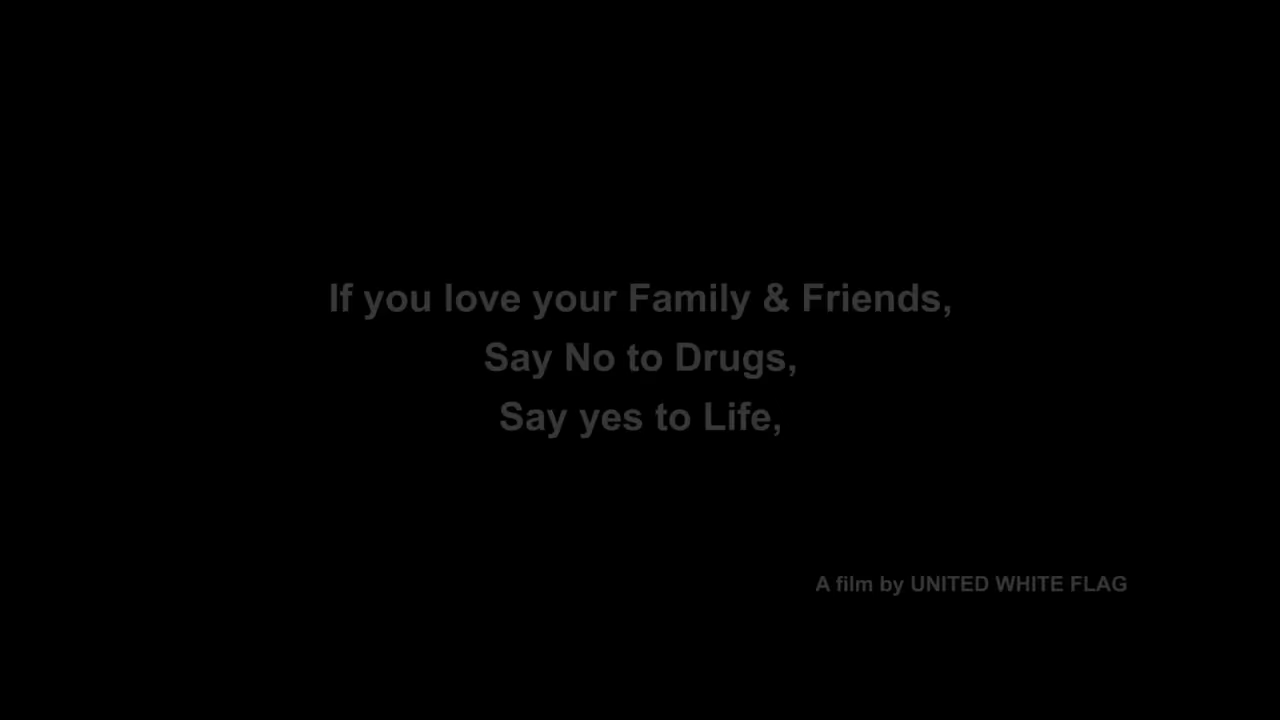 If you love your Family & Friends,
Say No to Drugs,
Say yes to Life,
A film by UNITED WHITE FLAG